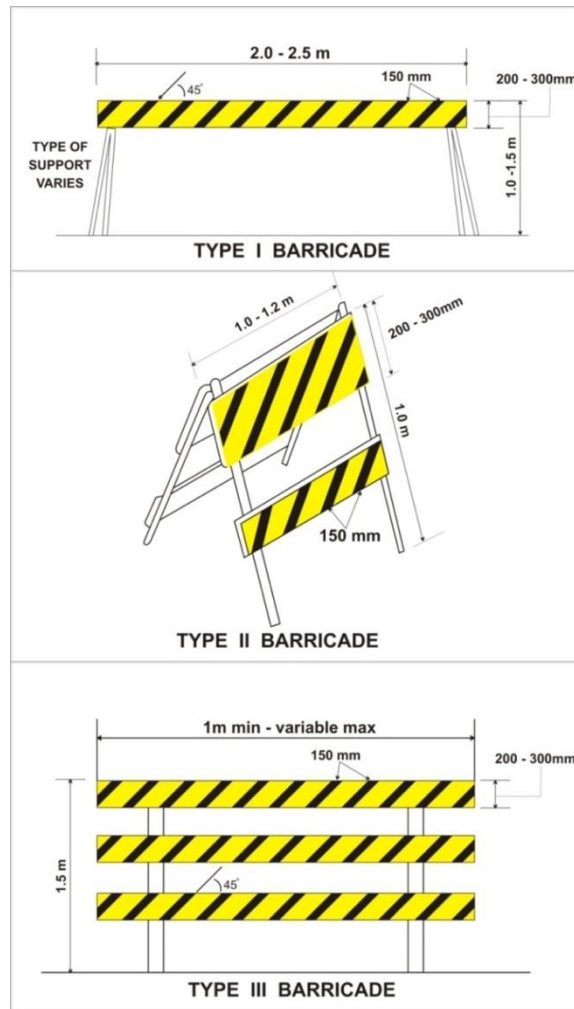 2.0 - 2.5 m
45°
150 mm
200 - 300mm
TYPE OF
SUPPORT
VARIES
1.0 -1.5 m
TYPE I BARRICADE
1.0 - 1.2 m
200 - 300mm
1.0 m
150 mm
TYPE II BARRICADE
1m min - variable max
150 mm
200 - 300mm
1.5 m
45°
TYPE III BARRICADE